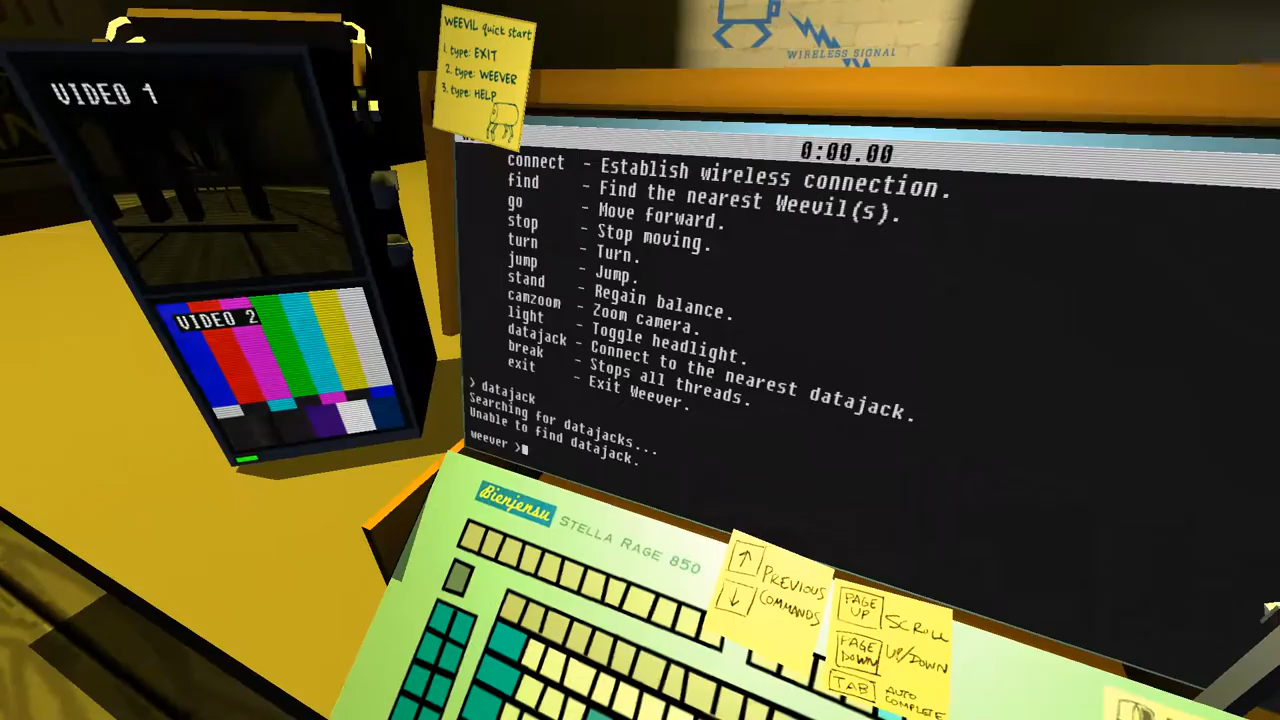 WEEVIL quick start
1. type: EXIT
2. type: WEEVER
3. type: HELP
WIRELESS SIGNAL
VIDEO 1
VIDEO 2
0:00.00
connect - Establish wireless connection.
find - Find the nearest Weevil(s).
go - Move forward.
stop - Stop moving.
turn - Turn.
jump - Jump.
stand - Regain balance.
camzoom - Zoom camera.
light - Toggle headlight.
datajack - Connect to the nearest datajack.
break - Stops all threads.
exit - Exit Weever.
> datajack
Searching for datajacks...
Unable to find datajack.
weever >
Bienjensu
STELLA RAGE 850
↑ PREVIOUS
↓ COMMANDS
PAGE UP SCROLL
PAGE DOWN UP/DOWN
TAB AUTO COMPLETE